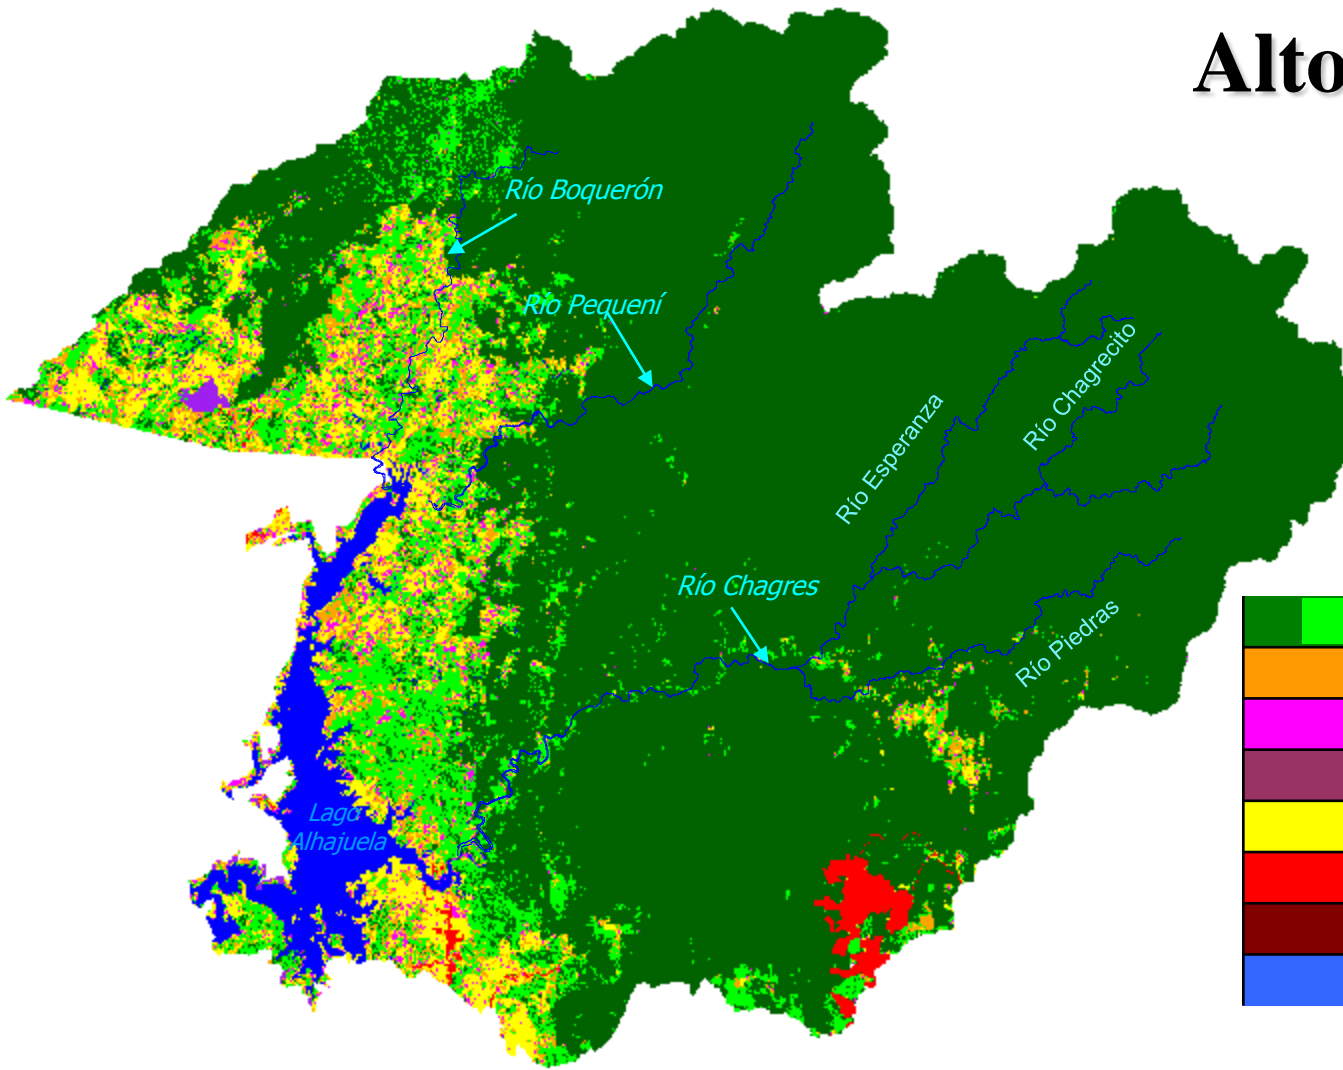 Alto
Río Boquerón
Río Pequení
Río Chagrecito
Río Esperanza
Río Chagres
Río Piedras
Lago
Alhajuela